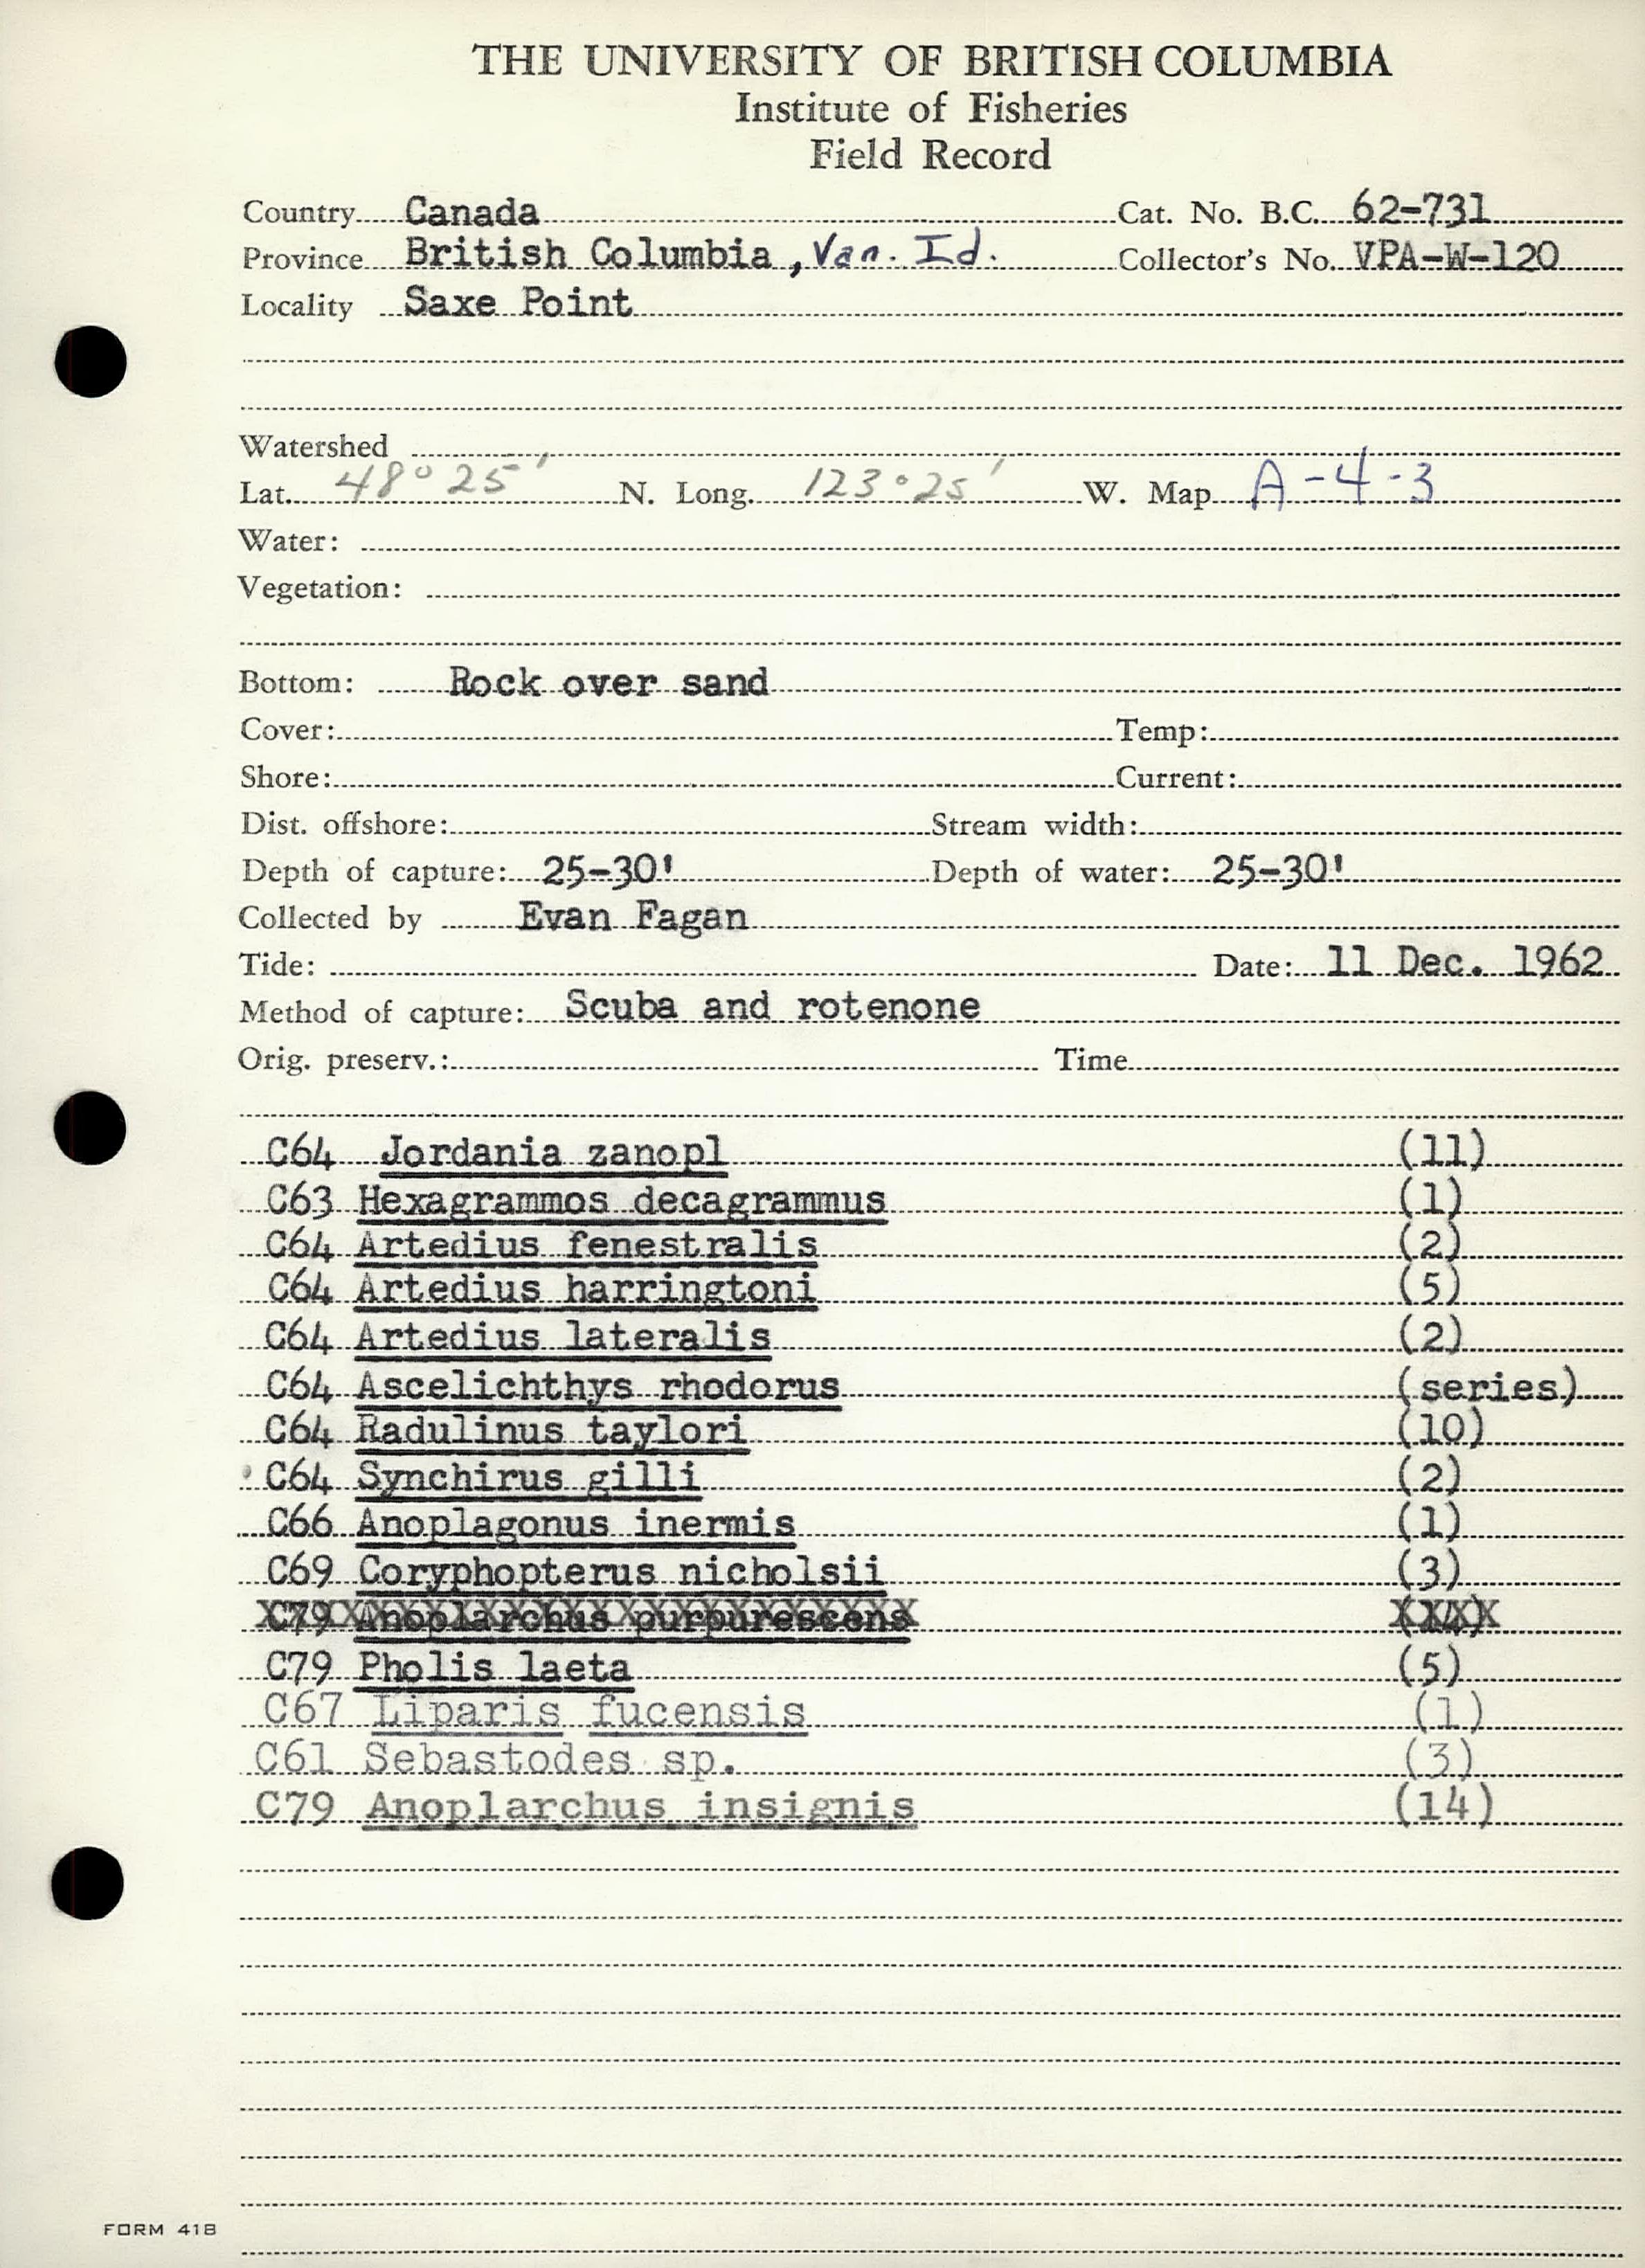 THE UNIVERSITY OF BRITISH COLUMBIA
Institute of Fisheries
Field Record
Country Canada Cat. No. B.C. 62-731
Province British Columbia, Van. Id. Collector's No. VPA-W-120
Locality Saxe Point
Watershed
Lat. 48° 25' N. Long. 123° 25' W. Map A-4-3
Water:
Vegetation:
Bottom: Rock over sand
Cover: Temp:
Shore: Current:
Dist. offshore: Stream width:
Depth of capture: 25-30' Depth of water: 25-30'
Collected by Evan Fagan
Tide: Date: 11 Dec. 1962
Method of capture: Scuba and rotenone
Orig. preserv.: Time
C64 Jordania zanopl (11)
C63 Hexagrammos decagrammus (1)
C64 Artedius fenestralis (2)
C64 Artedius harringtoni (5)
C64 Artedius lateralis (2)
C64 Ascelichthys rhodorus (series)
C64 Radulinus taylori (10)
C64 Synchirus gilli (2)
C66 Anoplagonus inermis (1)
C69 Coryphopterus nicholsii (3)
C79 Anoplarchus purpurescens (14)
C79 Pholis laeta (5)
C67 Liparis fucensis (1)
C61 Sebastodes sp. (3)
C79 Anoplarchus insignis (14)
FORM 41B